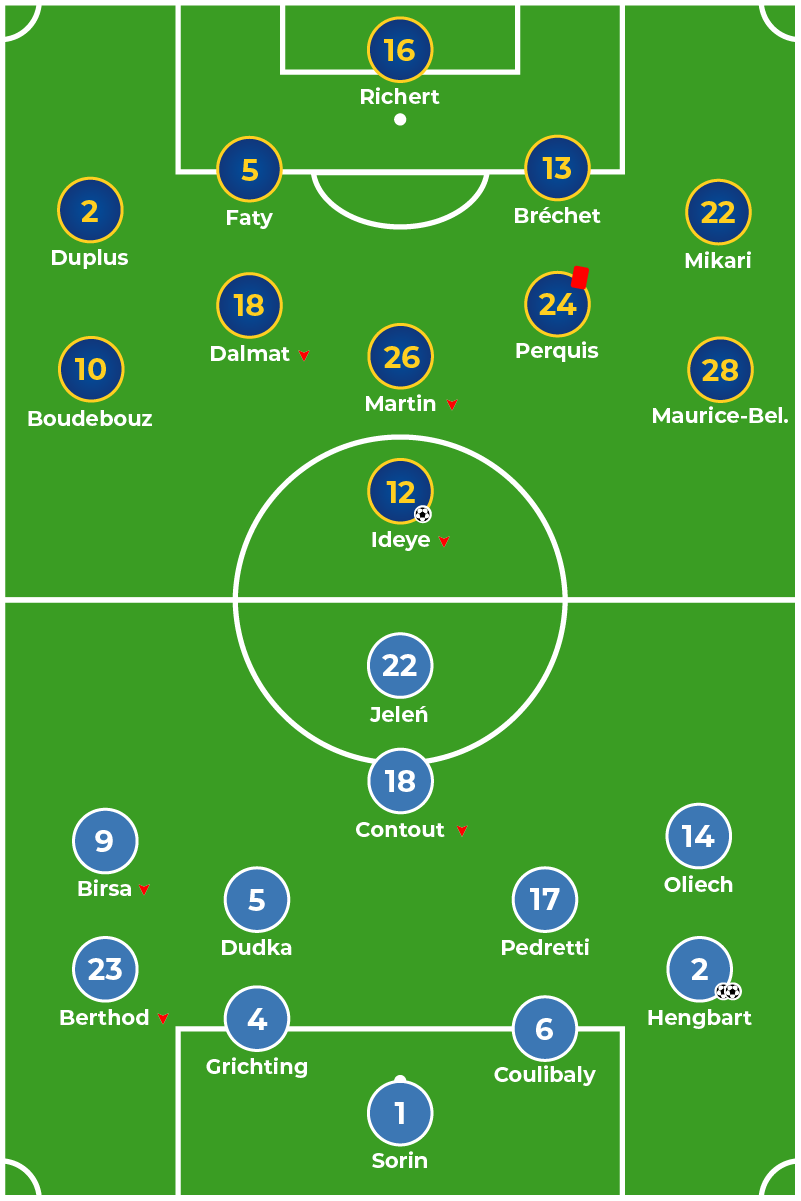 16
Richert
5
13
Faty
Bréchet
2
22
Duplus
Mikari
18
24
Dalmat
Perquis
10
26
28
Boudebouz
Martin
Maurice-Bel.
12
Ideye
22
Jeleń
18
Contout
9
14
Birsa
Oliech
5
17
Dudka
Pedretti
23
2
Berthod
Hengbart
4
6
Grichting
Coulibaly
1
Sorin